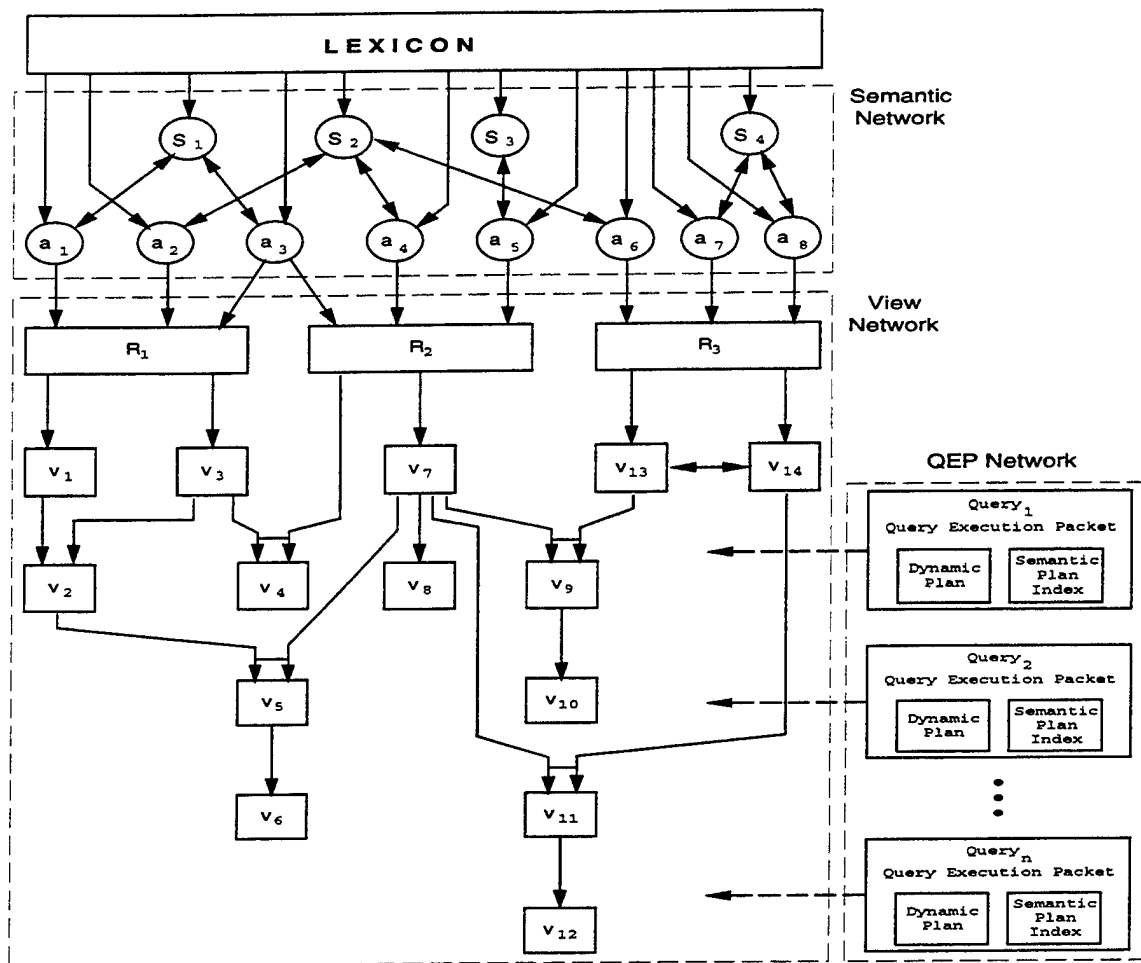 LEXICON
Semantic
Network
S1
S2
S3
S4
a1
a2
a3
a4
a5
a6
a7
a8
View
Network
R1
R2
R3
v1
v3
v7
v13
v14
QEP Network
v2
v4
v8
v9
Query1
Query Execution Packet
Dynamic
Plan
Semantic
Plan
Index
v5
v10
Query2
Query Execution Packet
Dynamic
Plan
Semantic
Plan
Index
v6
v11
Queryn
Query Execution Packet
Dynamic
Plan
Semantic
Plan
Index
v12